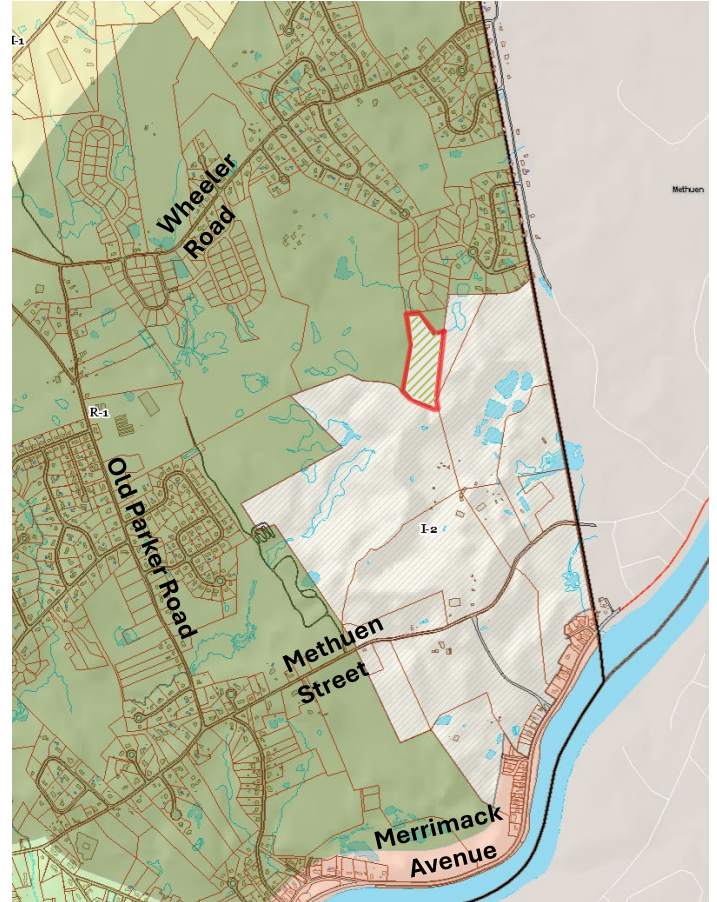 I-1
Wheeler
Road
Methuen
R-1
Old Parker Road
I-2
Methuen
Street
Merrimack
Avenue